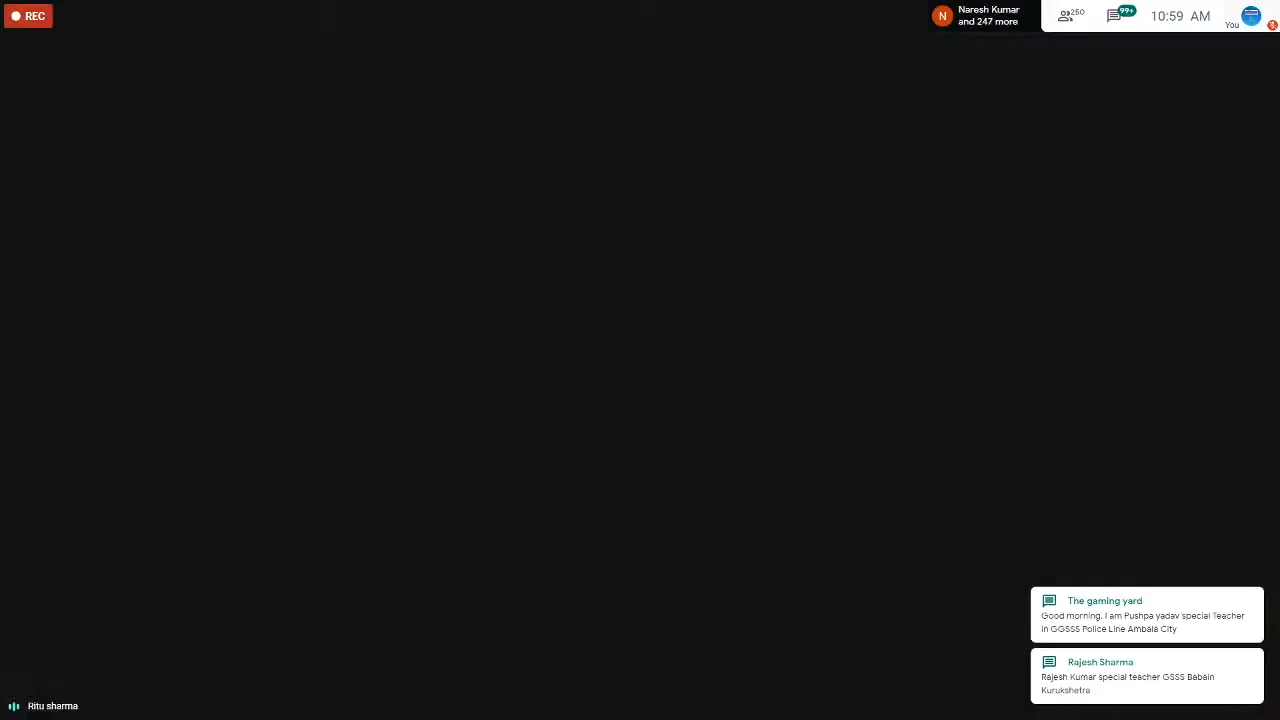 REC
N
Naresh Kumar
and 247 more
250
99+
10:59 AM
You
The gaming yard
Good morning. I am Pushpa yadav special Teacher
in GGSSS Police Line Ambala City
Rajesh Sharma
Rajesh Kumar special teacher GSSS Babain
Kurukshetra
Ritu sharma